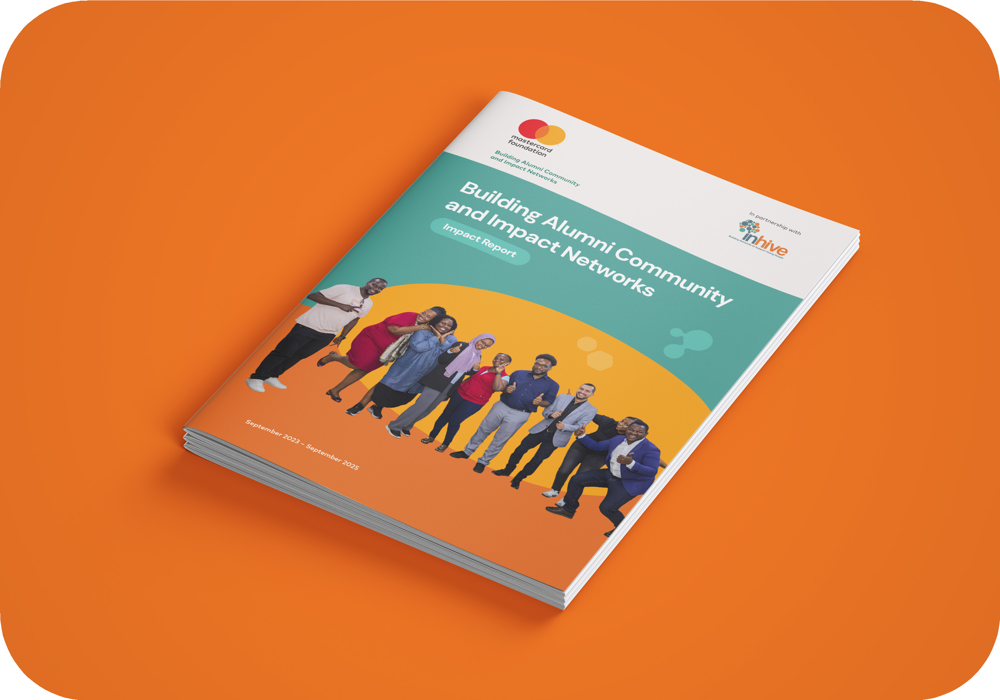 mastercard
foundation
Building Alumni Community
and Impact Networks
In partnership with
inhive
Building Networks to Support Young People
Building Alumni Community
and Impact Networks
Impact Report
September 2023 – September 2025